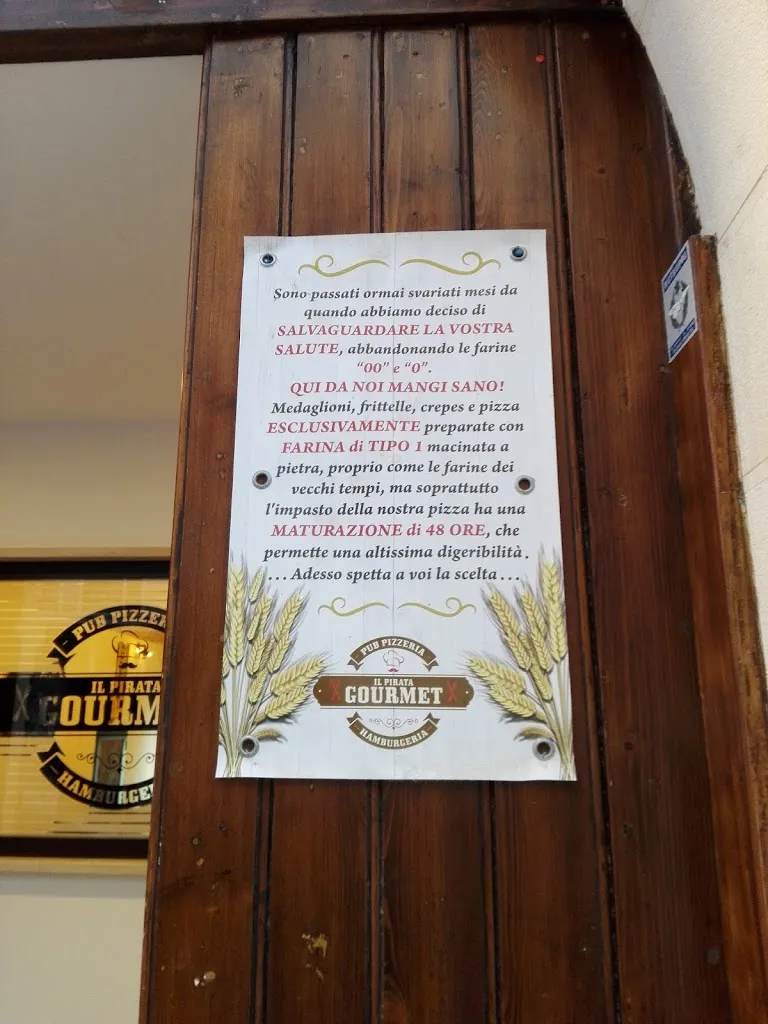 Sono passati ormai svariati mesi da
quando abbiamo deciso di
SALVAGUARDARE LA VOSTRA
SALUTE, abbandonando le farine
“00” e “0”.
QUI DA NOI MANGI SANO!
Medaglioni, frittelle, crepes e pizza
ESCLUSIVAMENTE preparate con
FARINA di TIPO 1 macinata a
pietra, proprio come le farine dei
vecchi tempi, ma soprattutto
l'impasto della nostra pizza ha una
MATURAZIONE di 48 ORE, che
permette una altissima digeribilità.
... Adesso spetta a voi la scelta ...
PUB PIZZERIA
IL PIRATA
GOURMET
HAMBURGERIA
PUB PIZZERI
IL PIRATA
GOURM
HAMBURGE